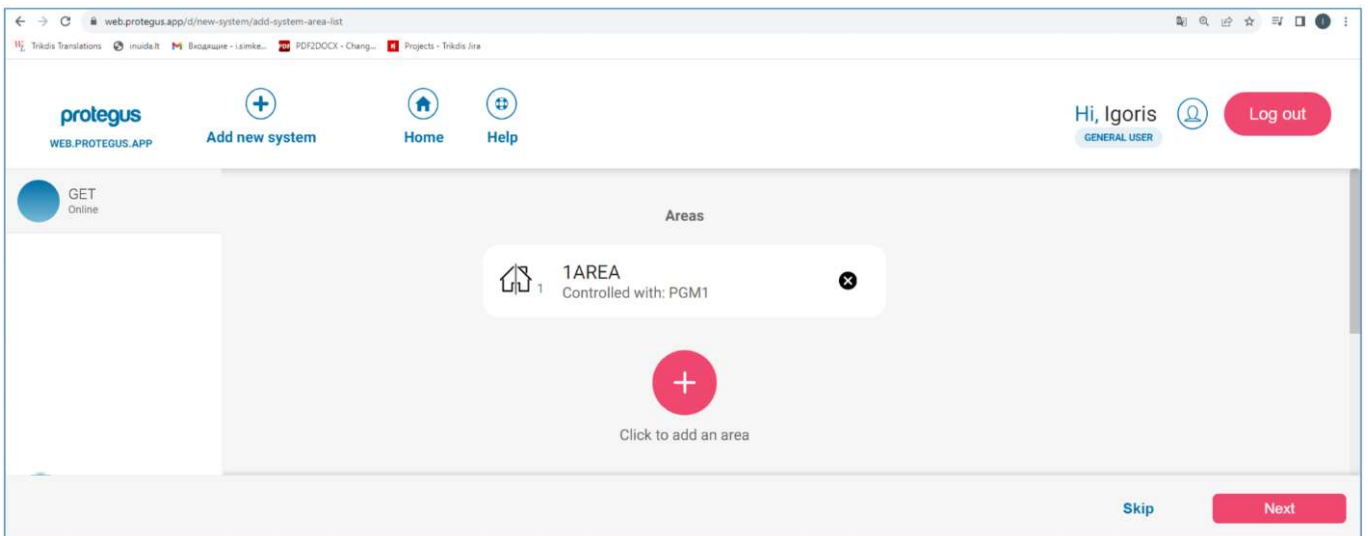 web.protegus.app/d/new-system/add-system-area-list
Trikdis Translations inuida.lt Входящие - i.simke... PDF2DOCX - Chang... Projects - Trikdis Jira
protegus
WEB.PROTEGUS.APP
Add new system
Home
Help
Hi, Igoris
GENERAL USER
Log out
GET
Online
Areas
1AREA
1
Controlled with: PGM1
Click to add an area
Skip
Next